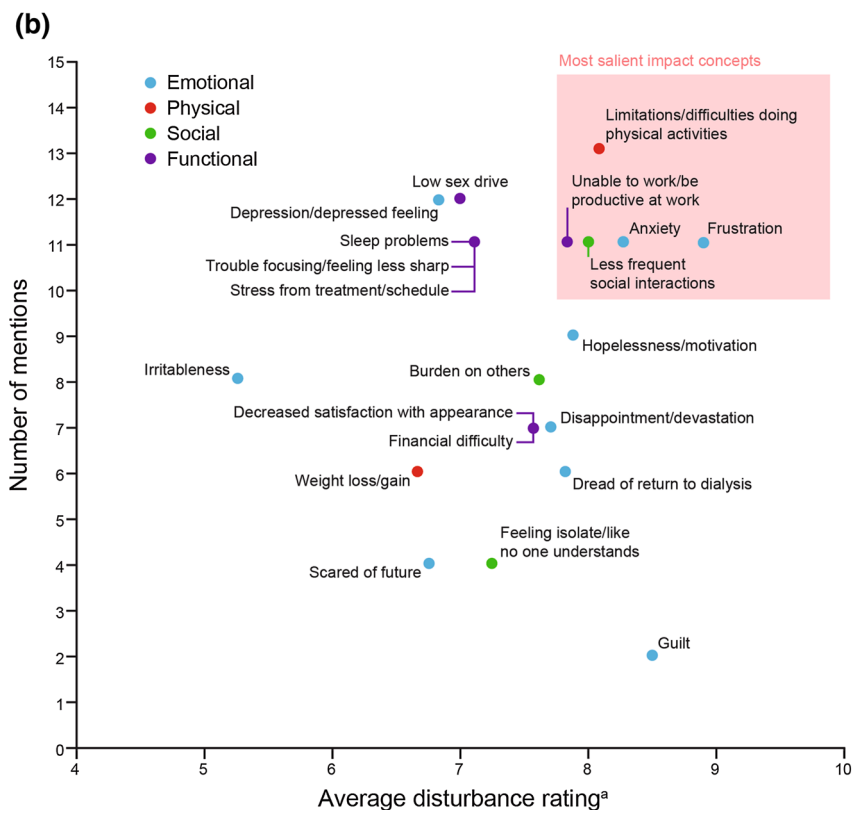 (b)
Most salient impact concepts
Emotional
Physical
Social
Functional
Limitations/difficulties doing
physical activities
Unable to work/be
productive at work
Low sex drive
Depression/depressed feeling
Anxiety
Frustration
Sleep problems
Trouble focusing/feeling less sharp
Stress from treatment/schedule
Less frequent
social interactions
Hopelessness/motivation
Irritableness
Burden on others
Decreased satisfaction with appearance
Financial difficulty
Disappointment/devastation
Weight loss/gain
Dread of return to dialysis
Feeling isolate/like
no one understands
Scared of future
Guilt
Number of mentions
15
14
13
12
11
10
9
8
7
6
5
4
3
2
1
0
4 5 6 7 8 9 10
Average disturbance ratingᵃ